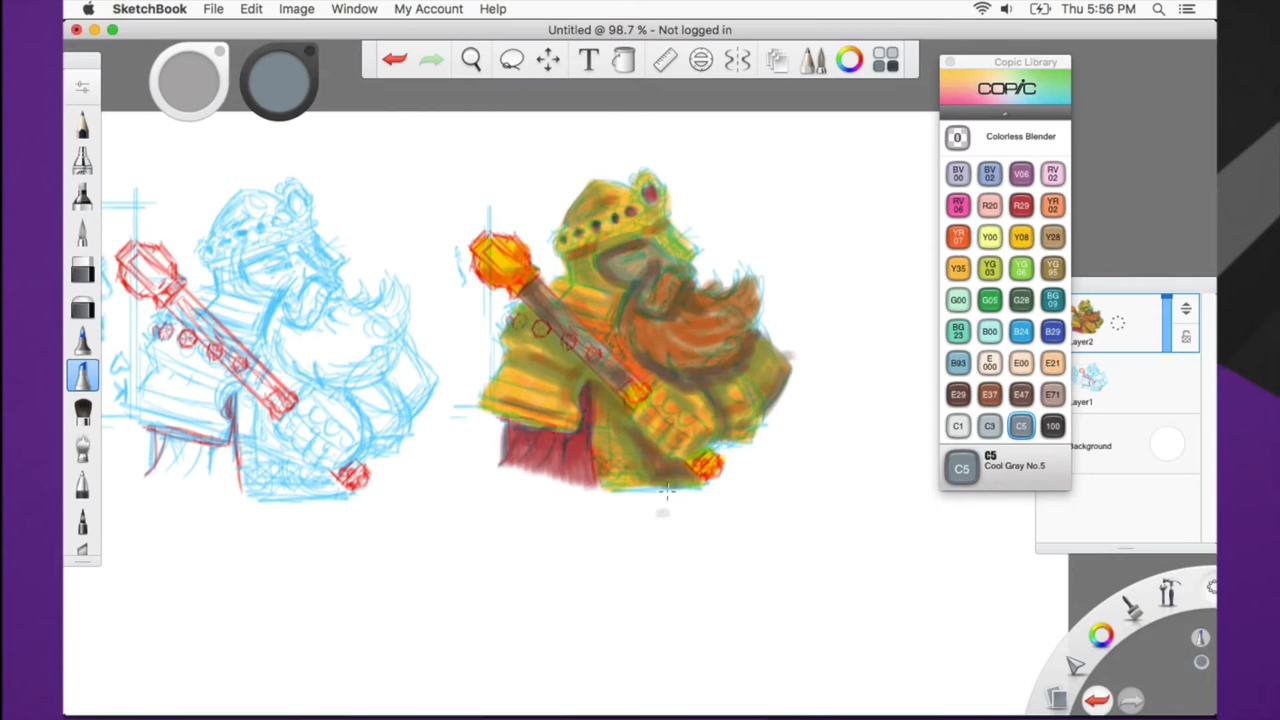 SketchBook File Edit Image Window My Account Help Thu 5:56 PM
Untitled @ 98.7 % - Not logged in
T
Copic Library
COPIC
0 Colorless Blender
BV 00 BV 02 V06 RV 02
RV 06 R20 R29 YR 02
YR 07 Y00 Y08 Y28
Y35 YG 03 YG 06 YG 95
G00 G05 G28 BG 09
BG 23 B00 B24 B29
B93 E 000 E00 E21
E29 E37 E47 E71
C1 C3 C5 100
C5
C5
Cool Gray No.5
Layer2
Layer1
Background